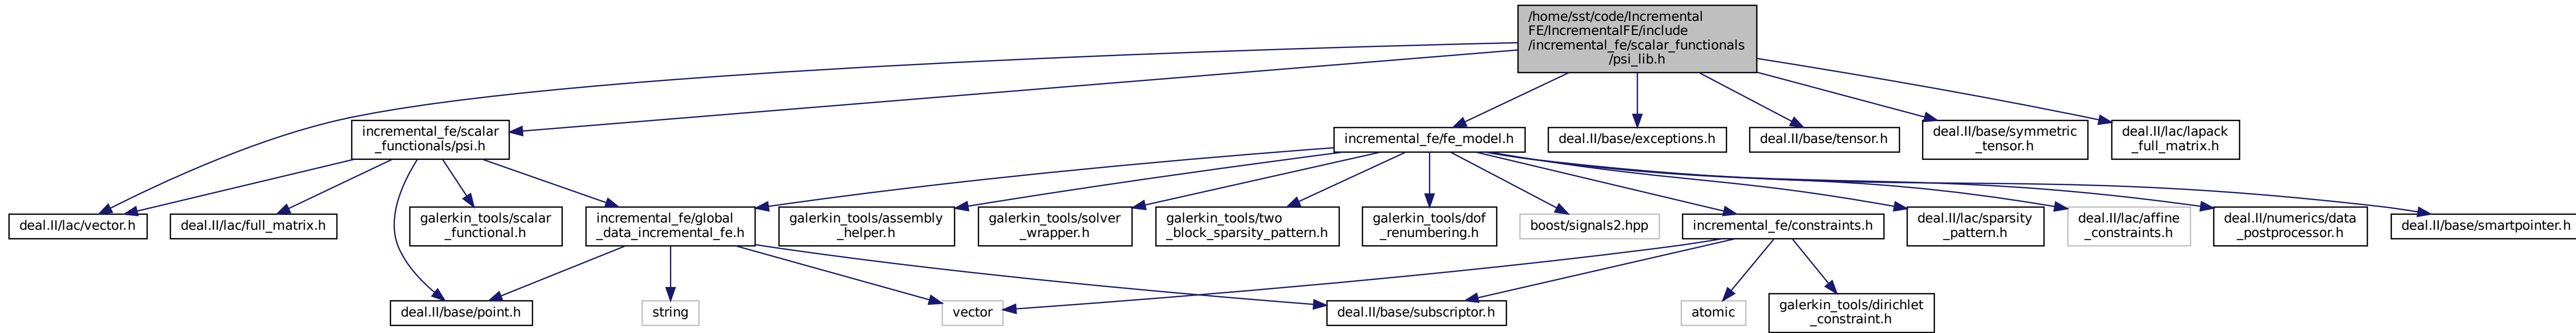 /home/sst/code/Incremental
FE/IncrementalFE/include
/incremental_fe/scalar_functionals
/psi_lib.h
incremental_fe/scalar
_functionals/psi.h
incremental_fe/fe_model.h
deal.II/base/exceptions.h
deal.II/base/tensor.h
deal.II/base/symmetric
_tensor.h
deal.II/lac/lapack
_full_matrix.h
deal.II/lac/vector.h
deal.II/lac/full_matrix.h
galerkin_tools/scalar
_functional.h
incremental_fe/global
_data_incremental_fe.h
galerkin_tools/assembly
_helper.h
galerkin_tools/solver
_wrapper.h
galerkin_tools/two
_block_sparsity_pattern.h
galerkin_tools/dof
_renumbering.h
boost/signals2.hpp
incremental_fe/constraints.h
deal.II/lac/sparsity
_pattern.h
deal.II/lac/affine
_constraints.h
deal.II/numerics/data
_postprocessor.h
deal.II/base/smartpointer.h
deal.II/base/point.h
string
vector
deal.II/base/subscriptor.h
atomic
galerkin_tools/dirichlet
_constraint.h